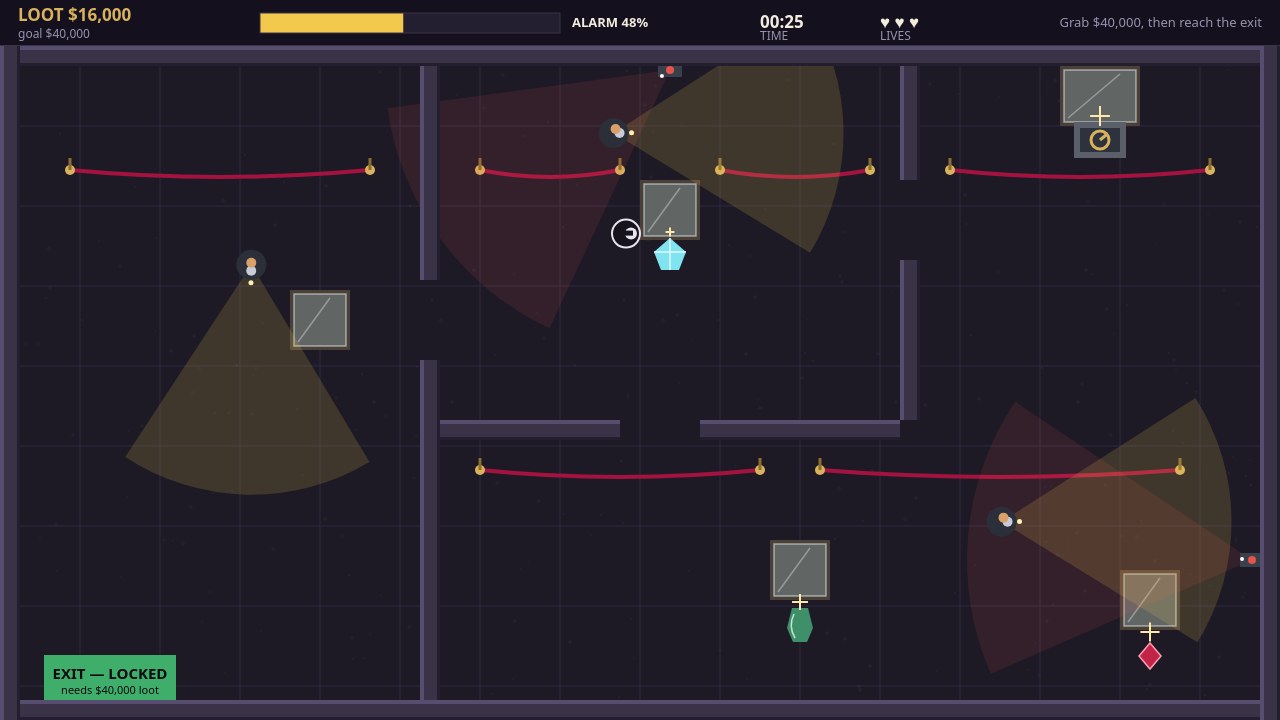 LOOT $16,000
goal $40,000
ALARM 48%
00:25
TIME
♥ ♥ ♥
LIVES
Grab $40,000, then reach the exit
EXIT — LOCKED
needs $40,000 loot